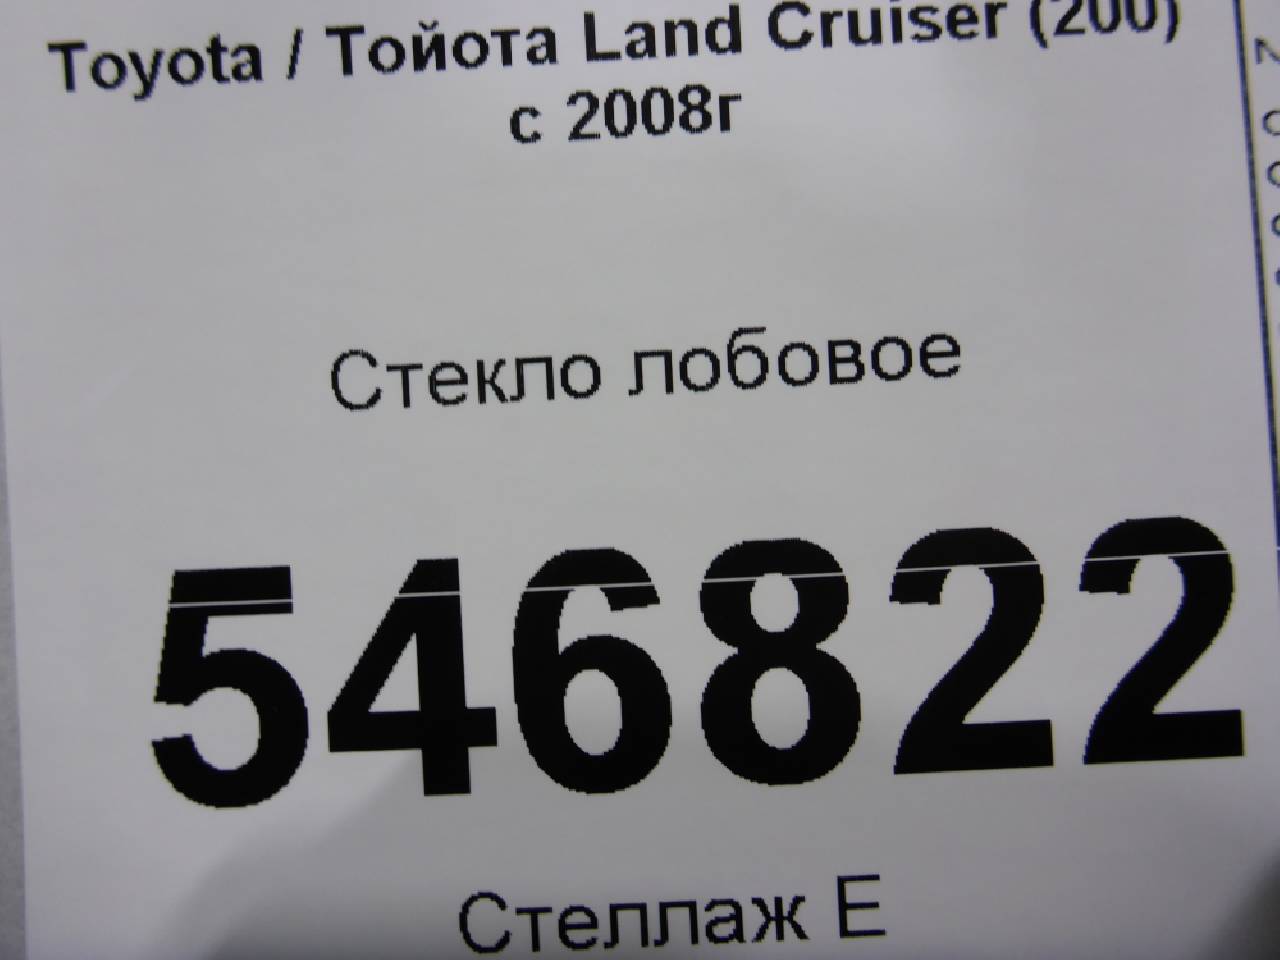 Toyota / Тойота Land Cruiser (200)
с 2008г
Стекло лобовое
546822
Стеллаж Е